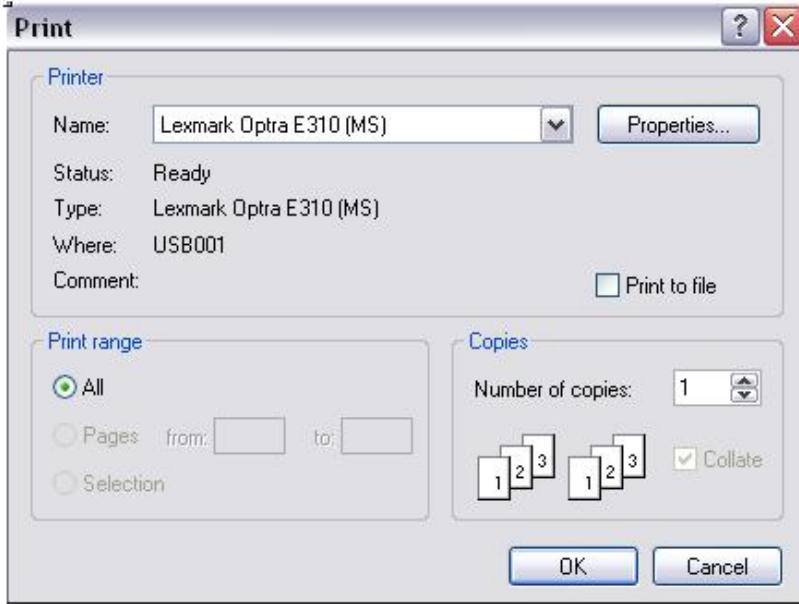 Print
Printer
Name: Lexmark Optra E310 (MS) Properties...
Status: Ready
Type: Lexmark Optra E310 (MS)
Where: USB001
Comment: Print to file
Print range
All
Pages from: to:
Selection
Copies
Number of copies: 1
1 2 3 1 2 3 Collate
OK Cancel